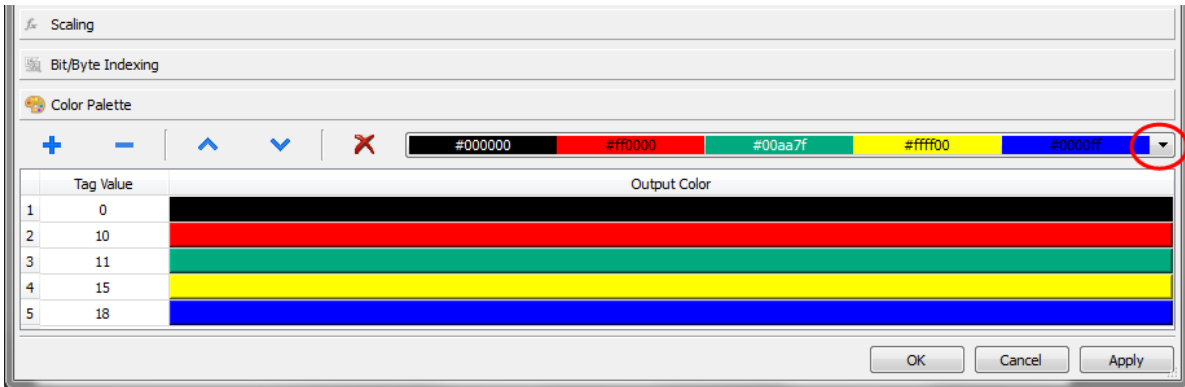 Scaling
Bit/Byte Indexing
Color Palette
#000000 #ff0000 #00aa7f #ffff00 #0000ff
Tag Value Output Color
1 0
2 10
3 11
4 15
5 18
OK Cancel Apply